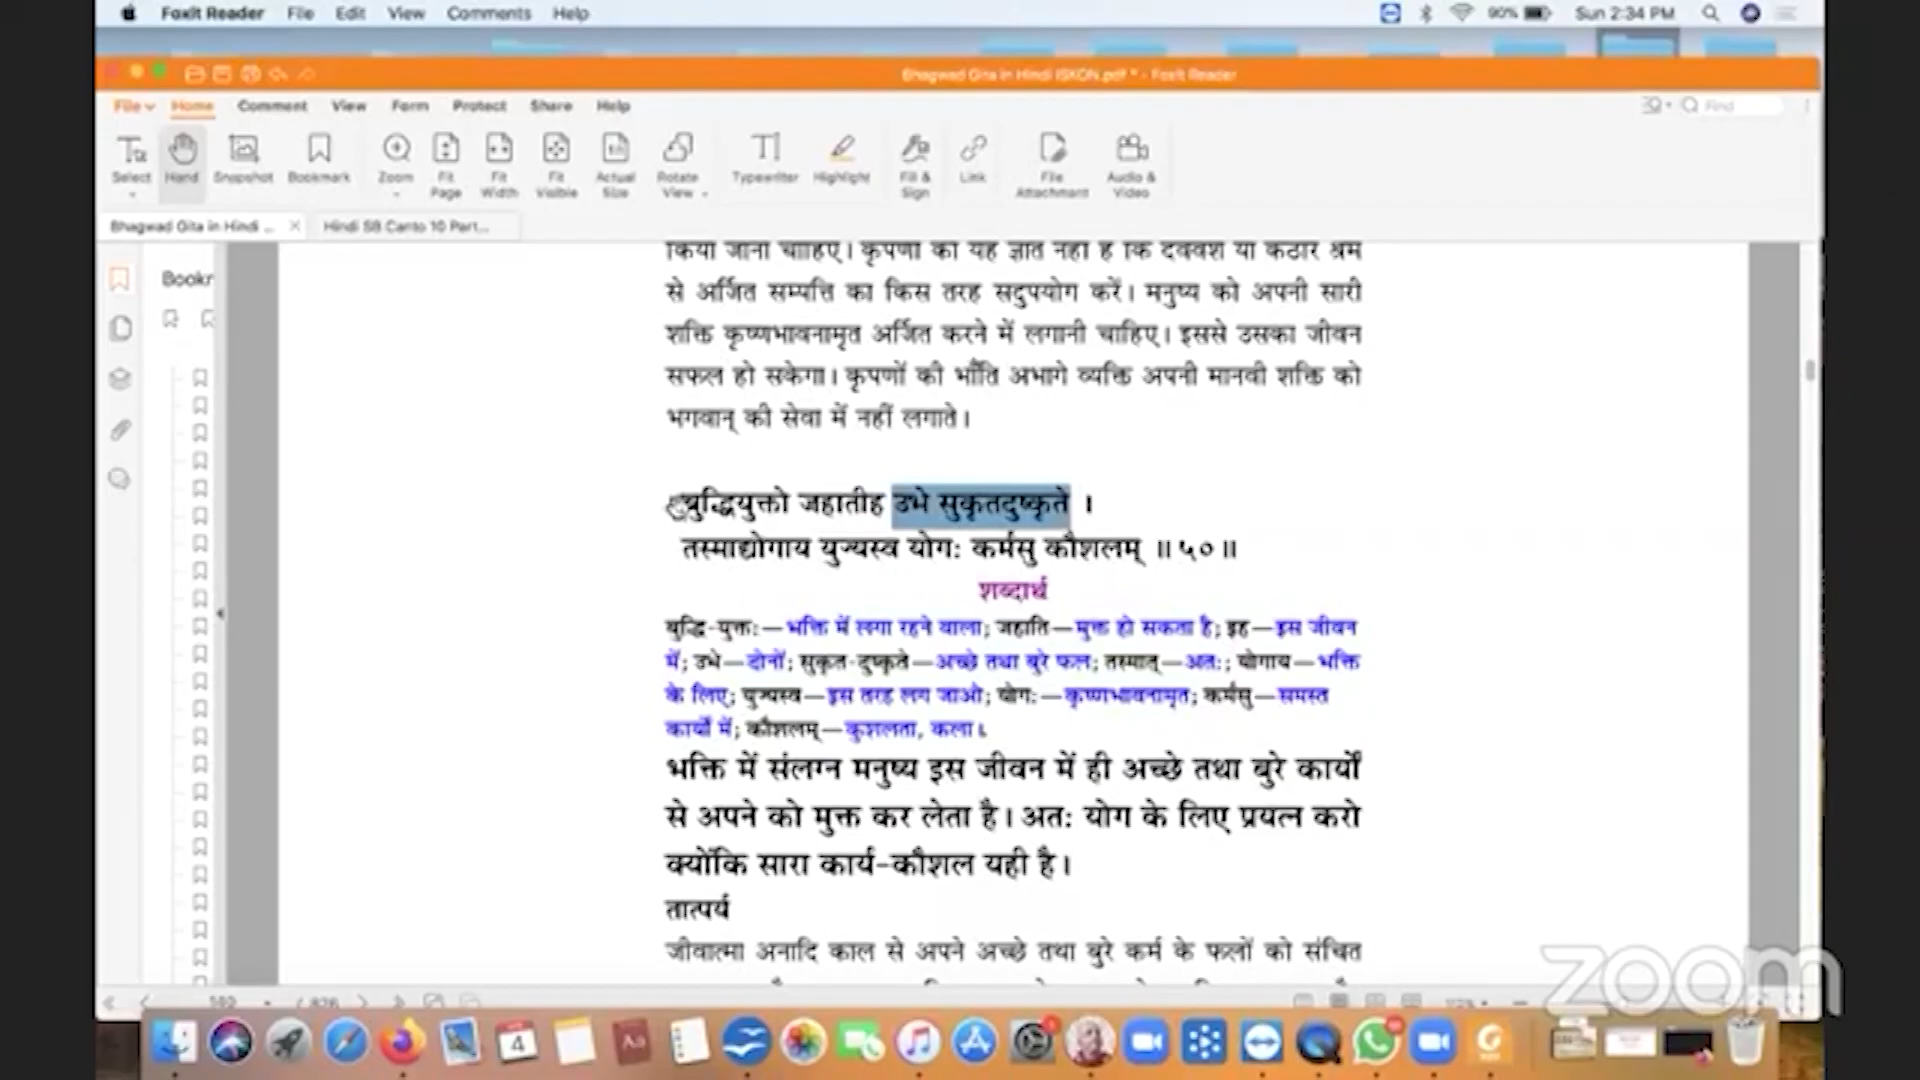 Foxit Reader File Edit View Comments Help 90% Sun 2:34 PM
Bhagwad Gita in Hindi ISKON.pdf * - Foxit Reader
File Home Comment View Form Protect Share Help Find
Select Hand Snapshot Bookmark Zoom Fit Page Fit Width Fit Visible Actual Size Rotate View Typewriter Highlight Fill & Sign Link File Attachment Audio & Video
Bhagwad Gita in Hindi ... Hindi SB Canto 10 Part...
Bookr
किया जाना चाहिए। कृपणों को यह ज्ञात नहीं है कि दैववश या कठोर श्रम
से अर्जित सम्पत्ति का किस तरह सदुपयोग करें। मनुष्य को अपनी सारी
शक्ति कृष्णभावनामृत अर्जित करने में लगानी चाहिए। इससे उसका जीवन
सफल हो सकेगा। कृपणों की भाँति अभागे व्यक्ति अपनी मानवी शक्ति को
भगवान् की सेवा में नहीं लगाते।
बुद्धियुक्तो जहातीह उभे सुकृतदुष्कृते ।
तस्माद्योगाय युज्यस्व योगः कर्मसु कौशलम् ॥५०॥
शब्दार्थ
बुद्धि-युक्तः—भक्ति में लगा रहने वाला; जहाति—मुक्त हो सकता है; इह—इस जीवन
में; उभे—दोनों; सुकृत-दुष्कृते—अच्छे तथा बुरे फल; तस्मात्—अतः; योगाय—भक्ति
के लिए; युज्यस्व—इस तरह लग जाओ; योगः—कृष्णभावनामृत; कर्मसु—समस्त
कार्यों में; कौशलम्—कुशलता, कला।
भक्ति में संलग्न मनुष्य इस जीवन में ही अच्छे तथा बुरे कार्यों
से अपने को मुक्त कर लेता है। अतः योग के लिए प्रयत्न करो
क्योंकि सारा कार्य-कौशल यही है।
तात्पर्य
जीवात्मा अनादि काल से अपने अच्छे तथा बुरे कर्म के फलों को संचित
zoom
4